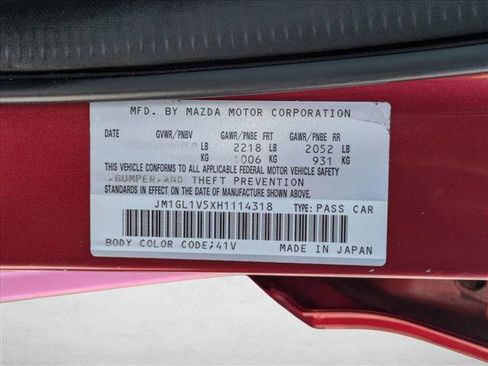 MFD. BY MAZDA MOTOR CORPORATION
DATE GVWR/PNBV GAWR/PNBE FRT GAWR/PNBE RR
LB 2218 LB 2052 LB
KG 1006 KG 931 KG
THIS VEHICLE CONFORMS TO ALL APPLICABLE FEDERAL MOTOR VEHICLE SAFETY,
BUMPER,AND THEFT PREVENTION
STANDARDS IN EFFECT ON THE DATE OF MANUFACTURE SHOWN ABOVE.
JM1GL1V5XH1114318 TYPE: PASS CAR
BODY COLOR CODE:41V MADE IN JAPAN